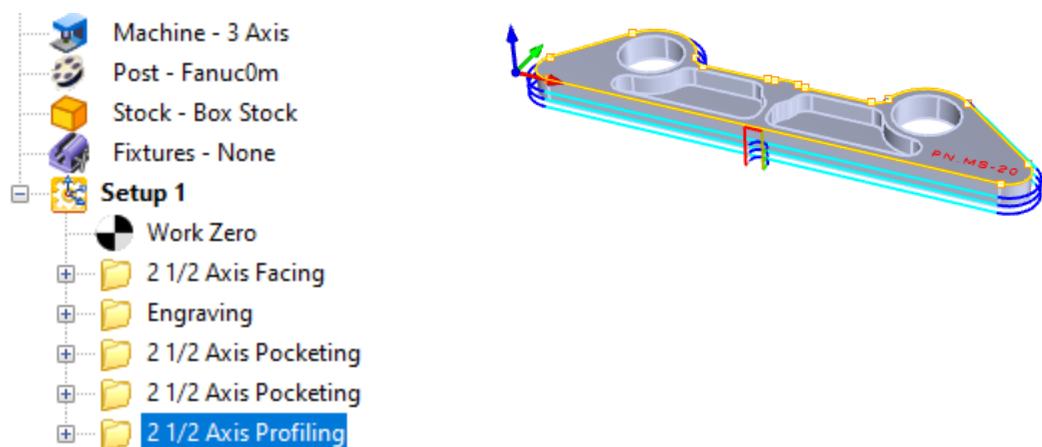 Machine - 3 Axis
Post - Fanuc0m
Stock - Box Stock
Fixtures - None
Setup 1
Work Zero
2 1/2 Axis Facing
Engraving
2 1/2 Axis Pocketing
2 1/2 Axis Pocketing
2 1/2 Axis Profiling
PN_MS-20